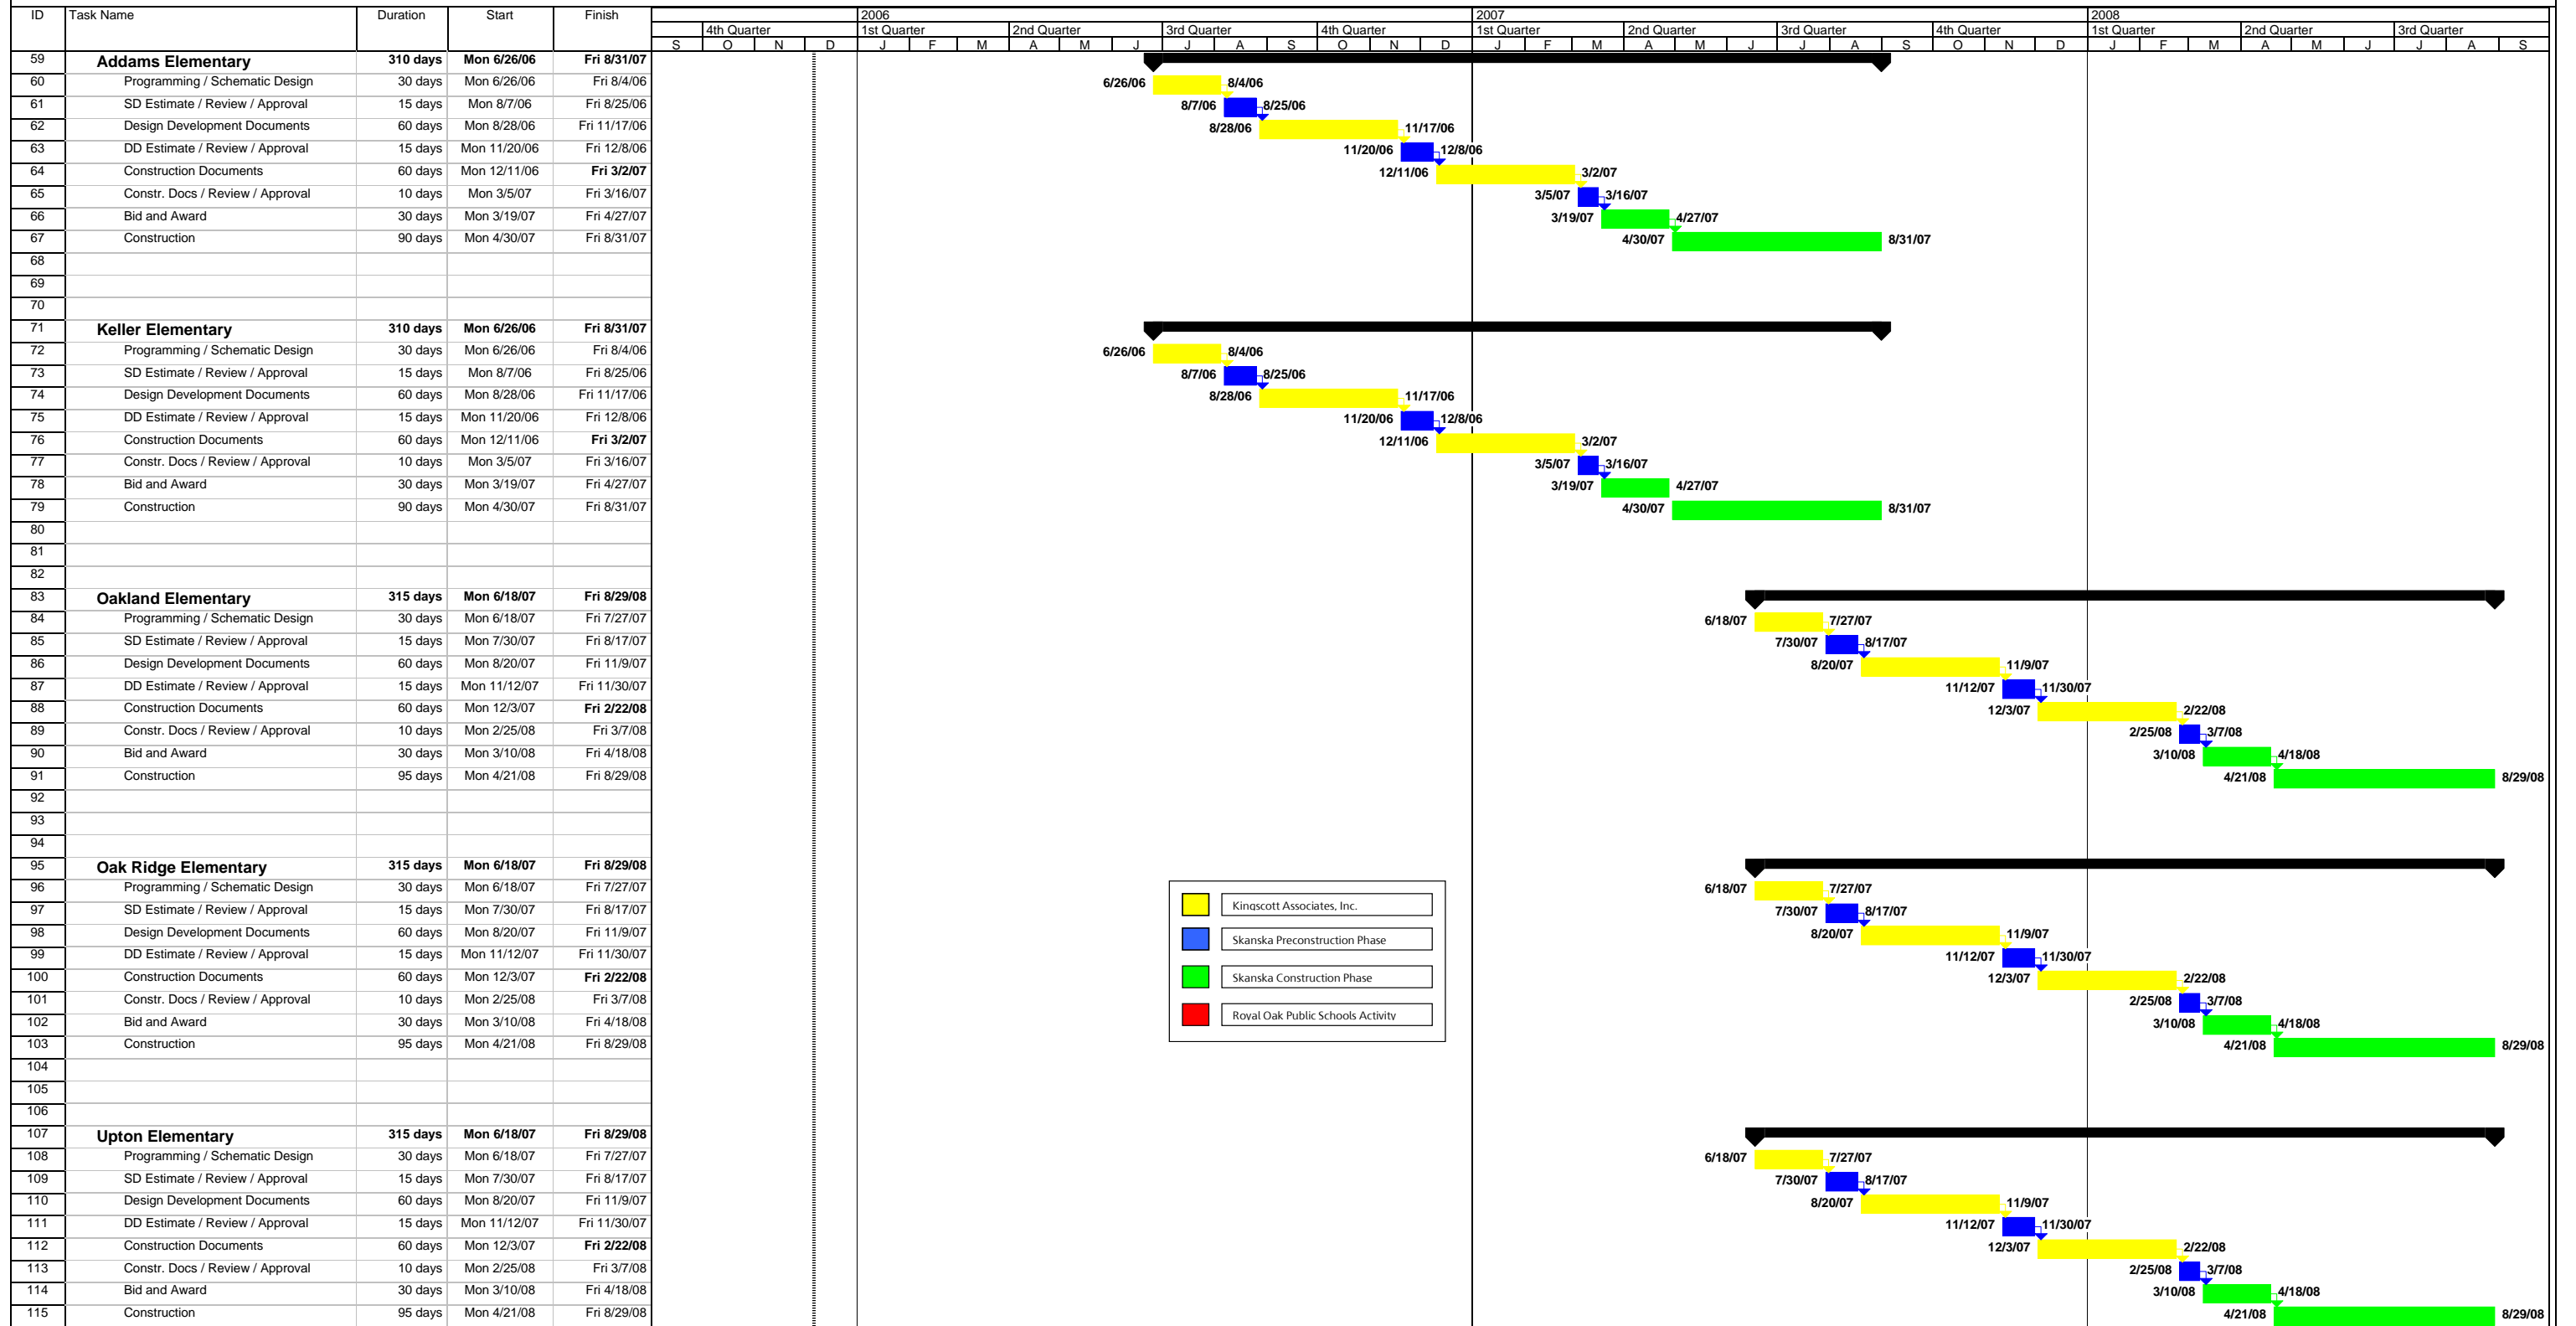 ID Task Name Duration Start Finish 2006 2007 2008
4th Quarter 1st Quarter 2nd Quarter 3rd Quarter 4th Quarter 1st Quarter 2nd Quarter 3rd Quarter 4th Quarter 1st Quarter 2nd Quarter 3rd Quarter
S O N D J F M A M J J A S O N D J F M A M J J A S O N D J F M A M J J A S
59 Addams Elementary 310 days Mon 6/26/06 Fri 8/31/07
60 Programming / Schematic Design 30 days Mon 6/26/06 Fri 8/4/06 6/26/06 8/4/06
61 SD Estimate / Review / Approval 15 days Mon 8/7/06 Fri 8/25/06 8/7/06 8/25/06
62 Design Development Documents 60 days Mon 8/28/06 Fri 11/17/06 8/28/06 11/17/06
63 DD Estimate / Review / Approval 15 days Mon 11/20/06 Fri 12/8/06 11/20/06 12/8/06
64 Construction Documents 60 days Mon 12/11/06 Fri 3/2/07 12/11/06 3/2/07
65 Constr. Docs / Review / Approval 10 days Mon 3/5/07 Fri 3/16/07 3/5/07 3/16/07
66 Bid and Award 30 days Mon 3/19/07 Fri 4/27/07 3/19/07 4/27/07
67 Construction 90 days Mon 4/30/07 Fri 8/31/07 4/30/07 8/31/07
68
69
70
71 Keller Elementary 310 days Mon 6/26/06 Fri 8/31/07
72 Programming / Schematic Design 30 days Mon 6/26/06 Fri 8/4/06 6/26/06 8/4/06
73 SD Estimate / Review / Approval 15 days Mon 8/7/06 Fri 8/25/06 8/7/06 8/25/06
74 Design Development Documents 60 days Mon 8/28/06 Fri 11/17/06 8/28/06 11/17/06
75 DD Estimate / Review / Approval 15 days Mon 11/20/06 Fri 12/8/06 11/20/06 12/8/06
76 Construction Documents 60 days Mon 12/11/06 Fri 3/2/07 12/11/06 3/2/07
77 Constr. Docs / Review / Approval 10 days Mon 3/5/07 Fri 3/16/07 3/5/07 3/16/07
78 Bid and Award 30 days Mon 3/19/07 Fri 4/27/07 3/19/07 4/27/07
79 Construction 90 days Mon 4/30/07 Fri 8/31/07 4/30/07 8/31/07
80
81
82
83 Oakland Elementary 315 days Mon 6/18/07 Fri 8/29/08
84 Programming / Schematic Design 30 days Mon 6/18/07 Fri 7/27/07 6/18/07 7/27/07
85 SD Estimate / Review / Approval 15 days Mon 7/30/07 Fri 8/17/07 7/30/07 8/17/07
86 Design Development Documents 60 days Mon 8/20/07 Fri 11/9/07 8/20/07 11/9/07
87 DD Estimate / Review / Approval 15 days Mon 11/12/07 Fri 11/30/07 11/12/07 11/30/07
88 Construction Documents 60 days Mon 12/3/07 Fri 2/22/08 12/3/07 2/22/08
89 Constr. Docs / Review / Approval 10 days Mon 2/25/08 Fri 3/7/08 2/25/08 3/7/08
90 Bid and Award 30 days Mon 3/10/08 Fri 4/18/08 3/10/08 4/18/08
91 Construction 95 days Mon 4/21/08 Fri 8/29/08 4/21/08 8/29/08
92
93
94
95 Oak Ridge Elementary 315 days Mon 6/18/07 Fri 8/29/08
96 Programming / Schematic Design 30 days Mon 6/18/07 Fri 7/27/07 6/18/07 7/27/07
97 SD Estimate / Review / Approval 15 days Mon 7/30/07 Fri 8/17/07 7/30/07 8/17/07
98 Design Development Documents 60 days Mon 8/20/07 Fri 11/9/07 8/20/07 11/9/07
99 DD Estimate / Review / Approval 15 days Mon 11/12/07 Fri 11/30/07 11/12/07 11/30/07
100 Construction Documents 60 days Mon 12/3/07 Fri 2/22/08 12/3/07 2/22/08
101 Constr. Docs / Review / Approval 10 days Mon 2/25/08 Fri 3/7/08 2/25/08 3/7/08
102 Bid and Award 30 days Mon 3/10/08 Fri 4/18/08 3/10/08 4/18/08
103 Construction 95 days Mon 4/21/08 Fri 8/29/08 4/21/08 8/29/08
104
105
106
107 Upton Elementary 315 days Mon 6/18/07 Fri 8/29/08
108 Programming / Schematic Design 30 days Mon 6/18/07 Fri 7/27/07 6/18/07 7/27/07
109 SD Estimate / Review / Approval 15 days Mon 7/30/07 Fri 8/17/07 7/30/07 8/17/07
110 Design Development Documents 60 days Mon 8/20/07 Fri 11/9/07 8/20/07 11/9/07
111 DD Estimate / Review / Approval 15 days Mon 11/12/07 Fri 11/30/07 11/12/07 11/30/07
112 Construction Documents 60 days Mon 12/3/07 Fri 2/22/08 12/3/07 2/22/08
113 Constr. Docs / Review / Approval 10 days Mon 2/25/08 Fri 3/7/08 2/25/08 3/7/08
114 Bid and Award 30 days Mon 3/10/08 Fri 4/18/08 3/10/08 4/18/08
115 Construction 95 days Mon 4/21/08 Fri 8/29/08 4/21/08 8/29/08
Kingscott Associates, Inc.
Skanska Preconstruction Phase
Skanska Construction Phase
Royal Oak Public Schools Activity